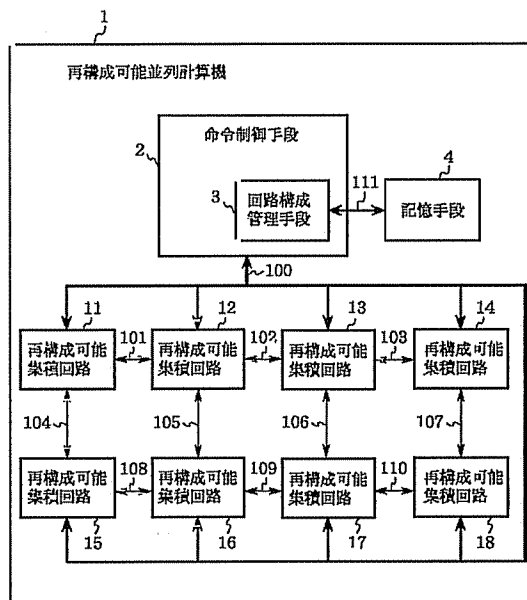 1
再構成可能並列計算機
命令制御手段
2
3
回路構成
管理手段
111
4
記憶手段
100
11
12
13
14
再構成可能
集積回路
101
再構成可能
集積回路
102
再構成可能
集積回路
103
再構成可能
集積回路
104
105
106
107
再構成可能
集積回路
108
再構成可能
集積回路
109
再構成可能
集積回路
110
再構成可能
集積回路
15
16
17
18